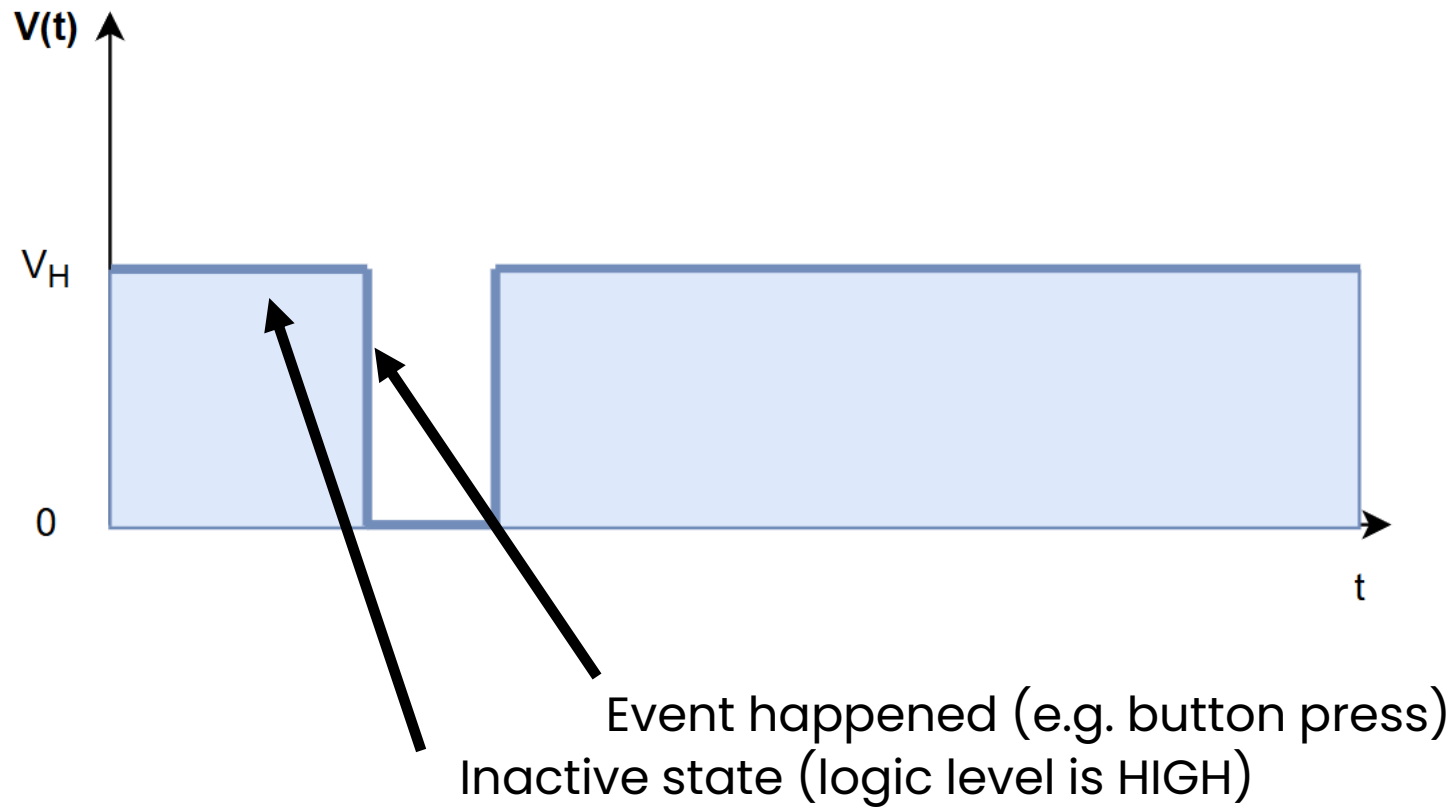 V(t)
V_H
0
t
Event happened (e.g. button press)
Inactive state (logic level is HIGH)